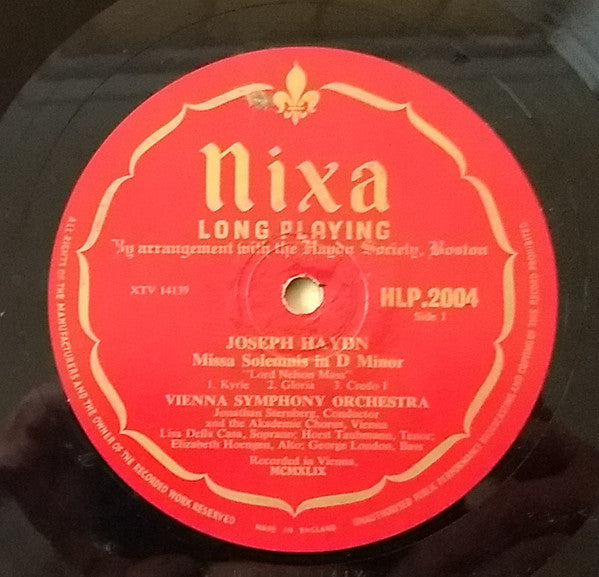 nixa
LONG PLAYING
By arrangement with the Haydn Society, Boston
XTV 14139
HLP.2004
Side 1
JOSEPH HAYDN
Missa Solemnis in D Minor
"Lord Nelson Mass"
1. Kyrie 2. Gloria 3. Credo I
VIENNA SYMPHONY ORCHESTRA
Jonathan Sternberg, Conductor
and the Akademie Chorus, Vienna
Lisa Della Casa, Soprano; Horst Taubmann, Tenor;
Elizabeth Hoengen, Alto; George London, Bass
Recorded in Vienna,
MCMXLIX
ALL RIGHTS OF THE MANUFACTURERS AND THE OWNER OF THE RECORDED WORK RESERVED
MADE IN ENGLAND
UNAUTHORISED PUBLIC PERFORMANCE BROADCASTING AND COPYING OF THIS RECORD PROHIBITED